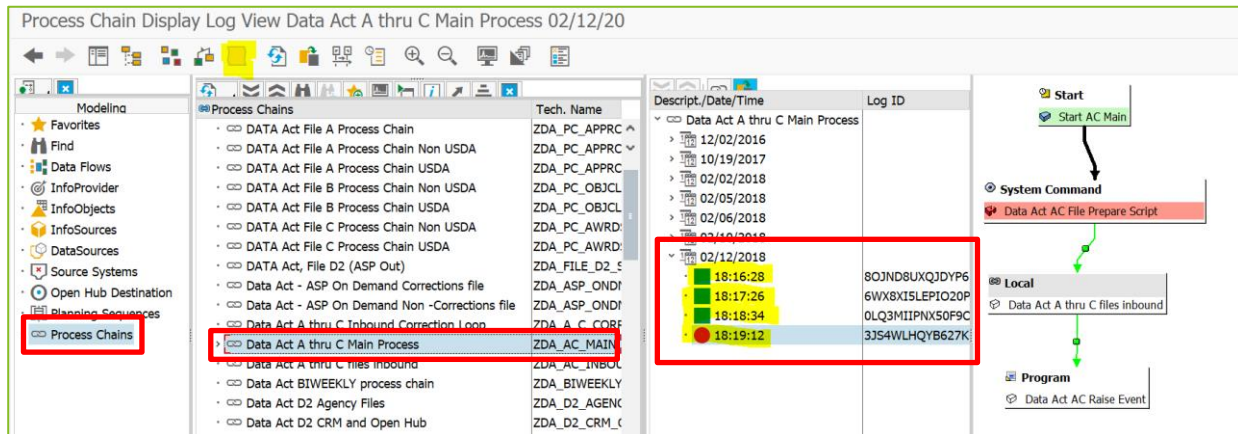 Process Chain Display Log View Data Act A thru C Main Process 02/12/20
Modeling
Favorites
Find
Data Flows
InfoProvider
InfoObjects
InfoSources
DataSources
Source Systems
Open Hub Destination
Planning Sequences
Process Chains
Process Chains Tech. Name
DATA Act File A Process Chain ZDA_PC_APPRC
DATA Act File A Process Chain Non USDA ZDA_PC_APPRC
DATA Act File A Process Chain USDA ZDA_PC_APPRC
DATA Act File B Process Chain Non USDA ZDA_PC_OBJCL
DATA Act File B Process Chain USDA ZDA_PC_OBJCL
DATA Act File C Process Chain Non USDA ZDA_PC_AWRD
DATA Act File C Process Chain USDA ZDA_PC_AWRD
DATA Act, File D2 (ASP Out) ZDA_FILE_D2_S
Data Act - ASP On Demand Corrections file ZDA_ASP_ONDM
Data Act - ASP On Demand Non -Corrections file ZDA_ASP_ONDM
Data Act A thru C Inbound Correction Loop ZDA_A_C_CORR
Data Act A thru C Main Process ZDA_AC_MAIN
Data Act A thru C files inbound ZDA_AC_INBOU
Data Act BIWEEKLY process chain ZDA_BIWEEKLY
Data Act D2 Agency Files ZDA_D2_AGENC
Data Act D2 CRM and Open Hub ZDA_D2_CRM_
Descript./Date/Time Log ID
Data Act A thru C Main Process
12/02/2016
10/19/2017
02/02/2018
02/05/2018
02/06/2018
02/10/2018
02/12/2018
18:16:28 8OJND8UXQJDYP6
18:17:26 6WX8XI5LEPIO20P
18:18:34 0LQ3MIIPNX50F9C
18:19:12 3JS4WLHQYB627K
Start
Start AC Main
System Command
Data Act AC File Prepare Script
Local
Data Act A thru C files inbound
Program
Data Act AC Raise Event